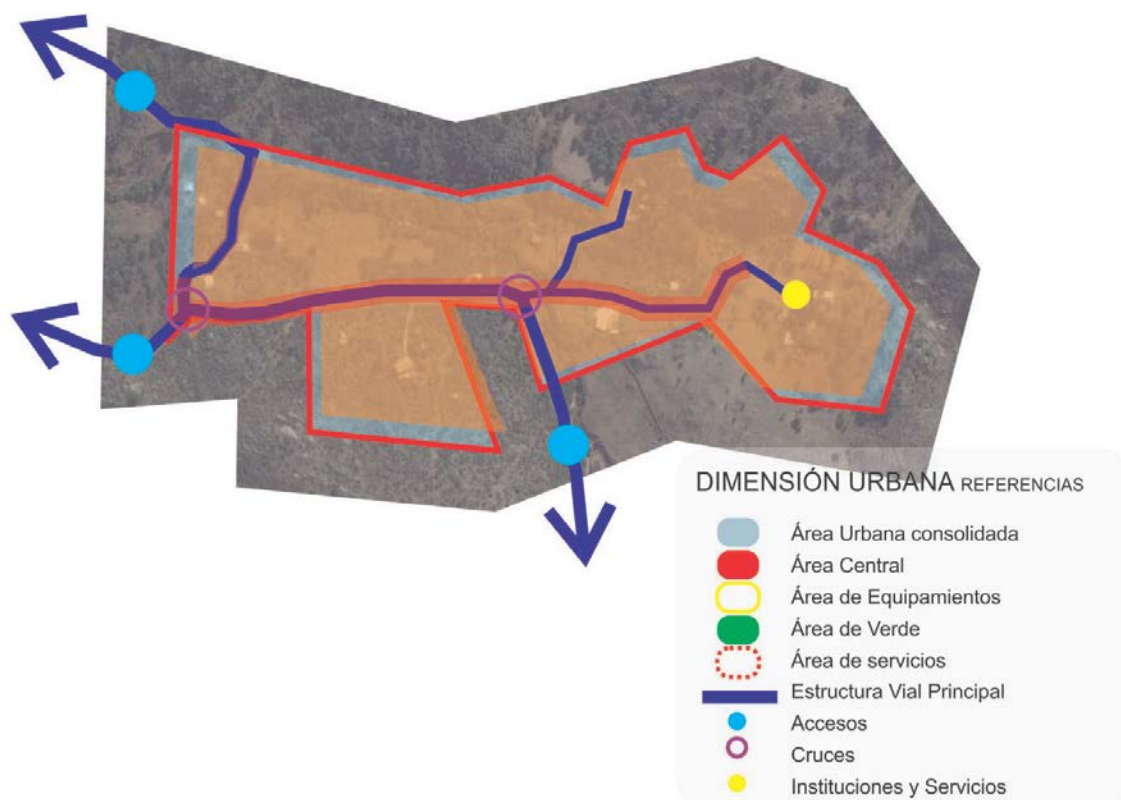 DIMENSIÓN URBANA REFERENCIAS
Área Urbana consolidada
Área Central
Área de Equipamientos
Área de Verde
Área de servicios
Estructura Vial Principal
Accesos
Cruces
Instituciones y Servicios